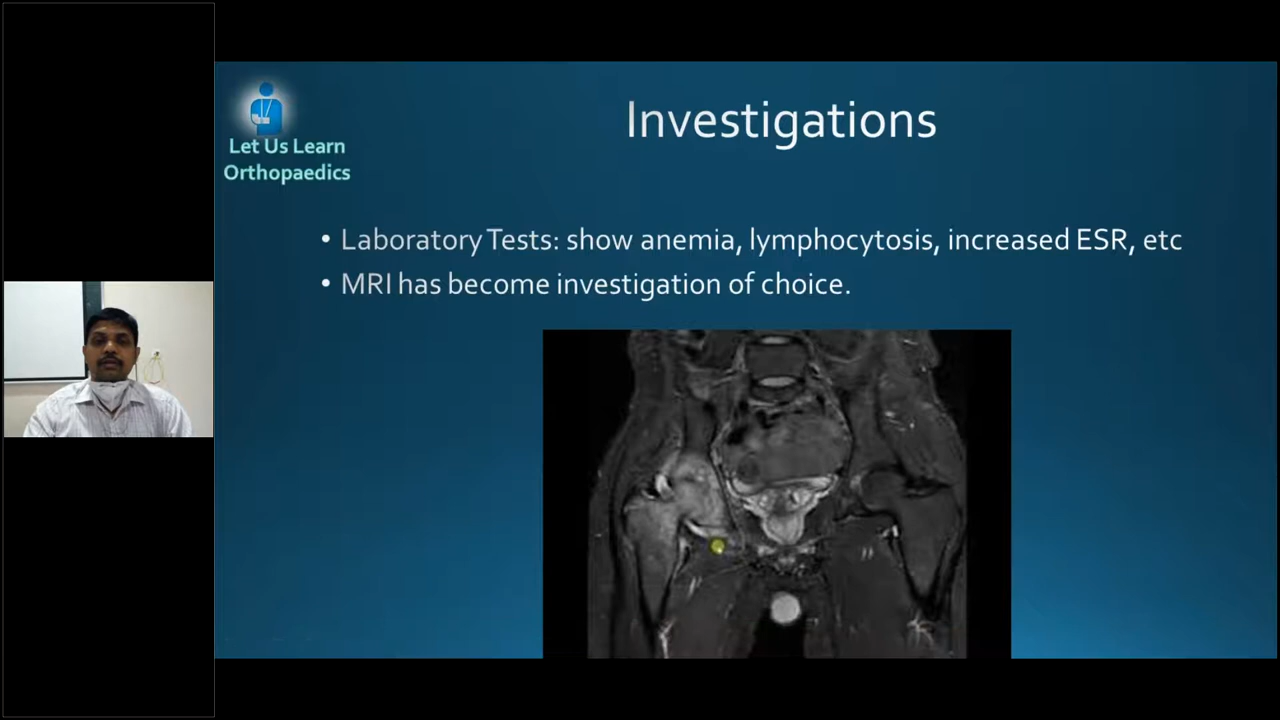 Let Us Learn
Orthopaedics
Investigations
• Laboratory Tests: show anemia, lymphocytosis, increased ESR, etc
• MRI has become investigation of choice.